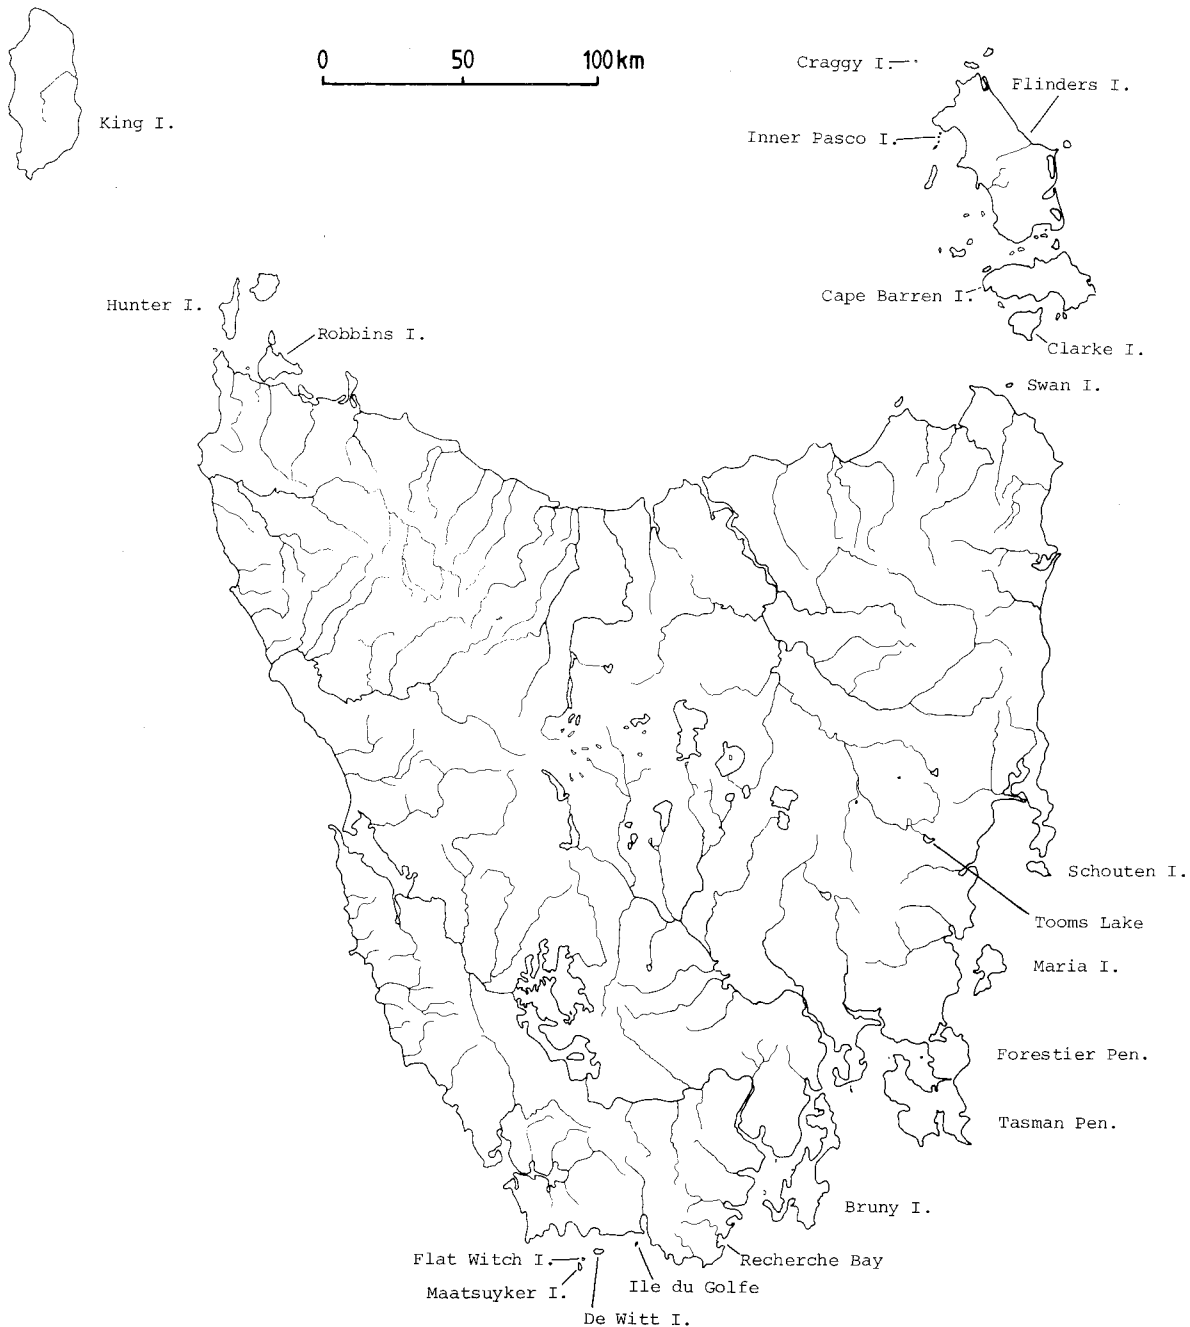 0 50 100km
Craggy I.
Flinders I.
King I.
Inner Pasco I.
Cape Barren I.
Hunter I.
Robbins I.
Clarke I.
Swan I.
Schouten I.
Tooms Lake
Maria I.
Forestier Pen.
Tasman Pen.
Bruny I.
Flat Witch I.
Recherche Bay
Maatsuyker I.
Ile du Golfe
De Witt I.